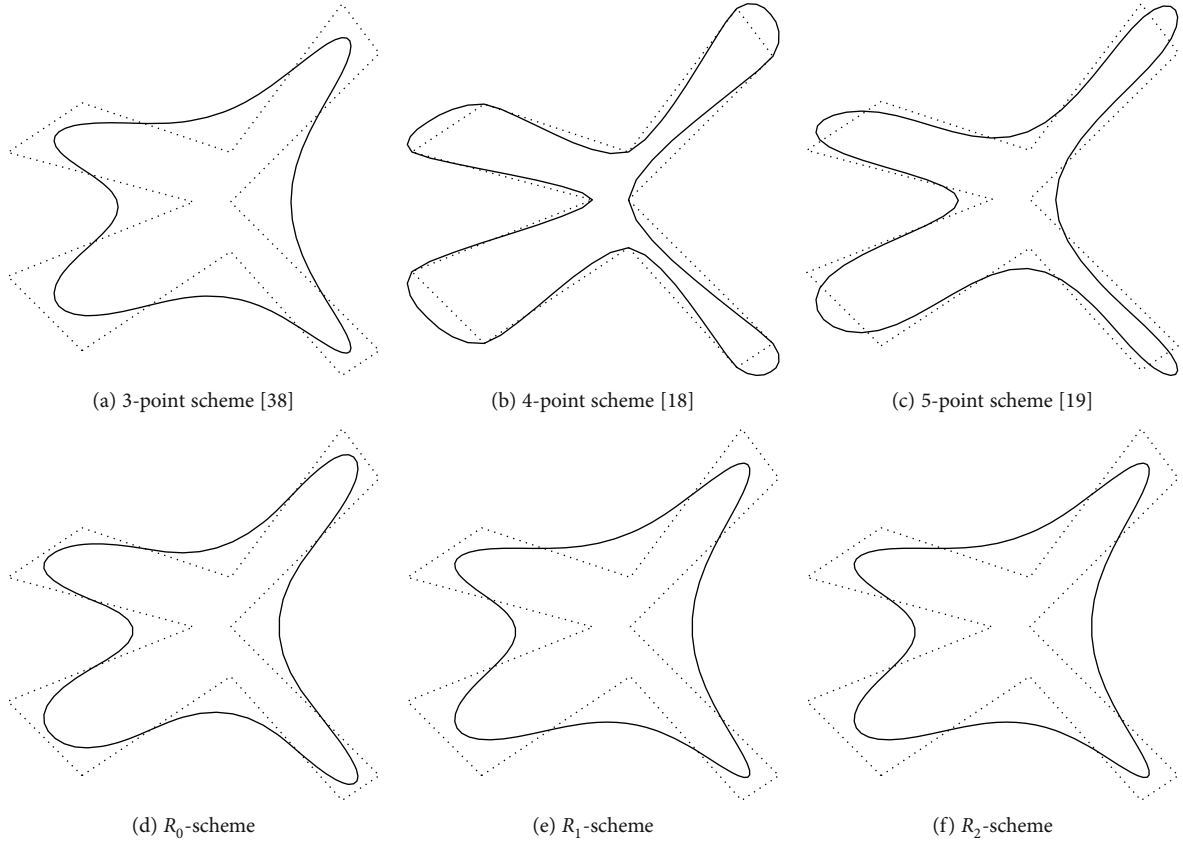 (a) 3-point scheme [38]
(b) 4-point scheme [18]
(c) 5-point scheme [19]
(d) R₀-scheme
(e) R₁-scheme
(f) R₂-scheme